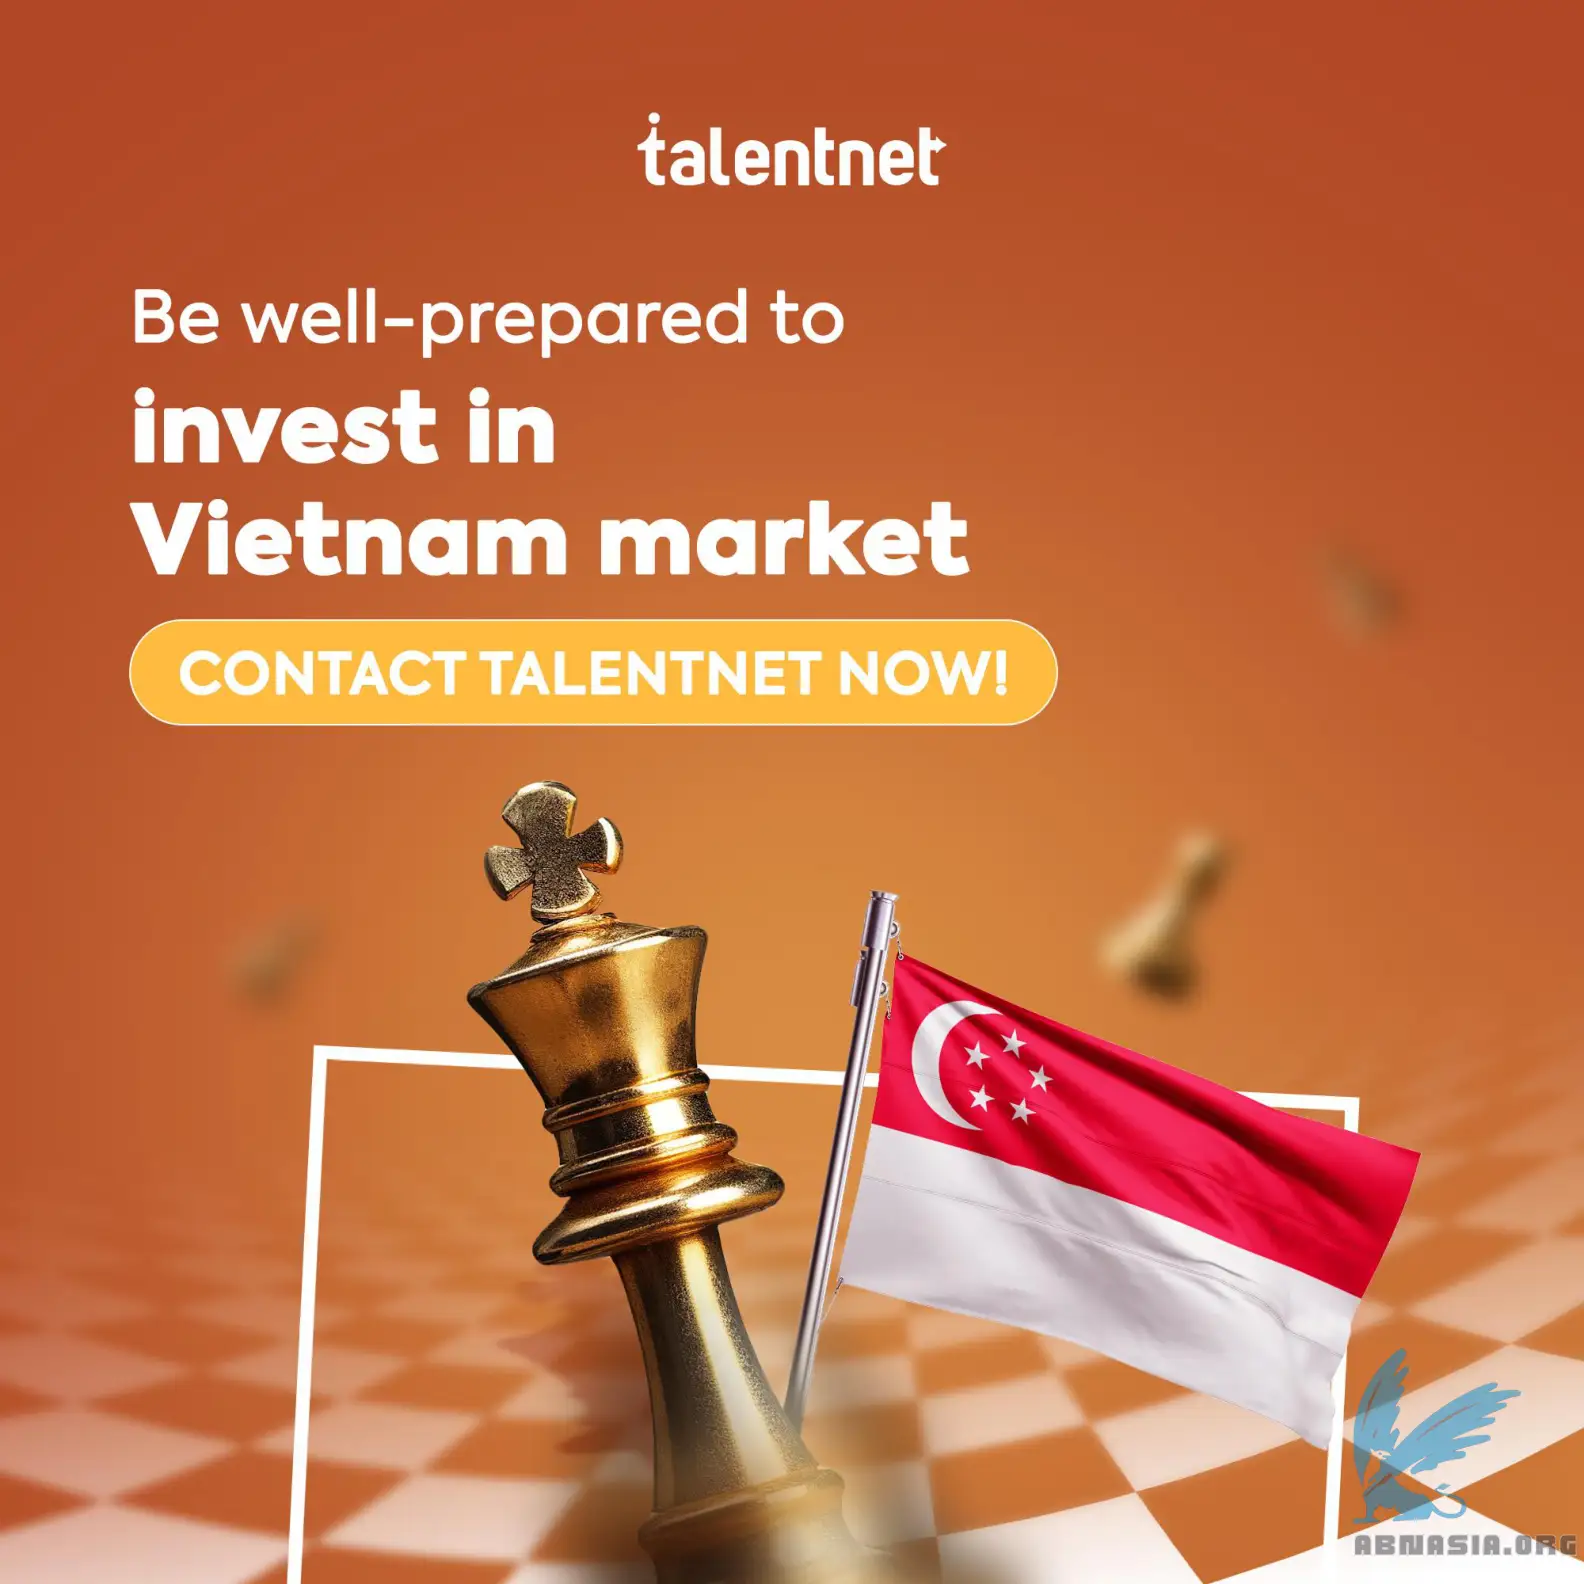 talentnet
Be well-prepared to
invest in
Vietnam market
CONTACT TALENTNET NOW!
ABNASIA.ORG